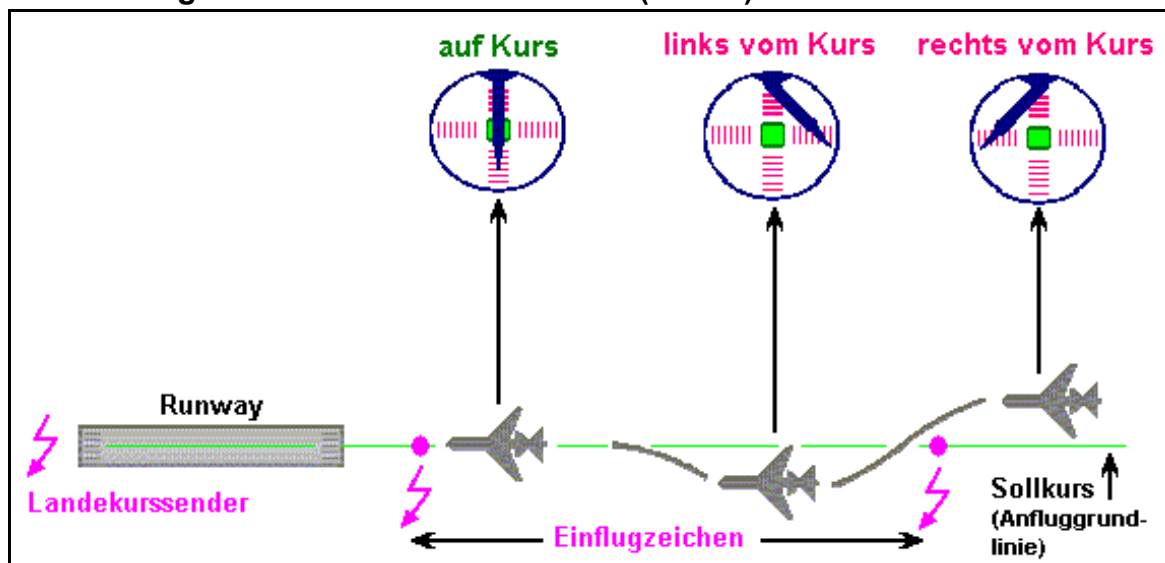 auf Kurs
links vom Kurs
rechts vom Kurs
Runway
Landekurssender
Einflugzeichen
Sollkurs
(Anfluggrund-
linie)